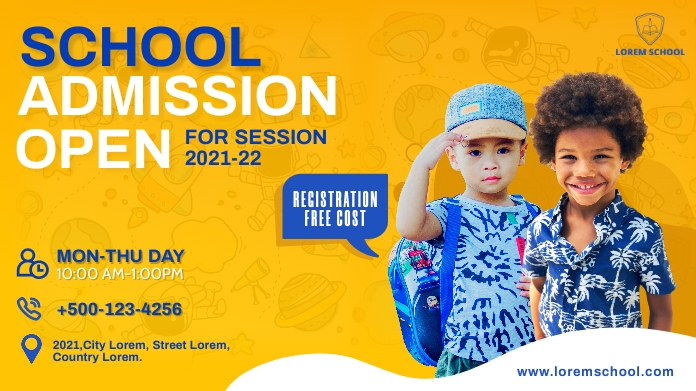 LOREM SCHOOL
SCHOOL
ADMISSION
OPEN
FOR SESSION
2021-22
REGISTRATION
FREE COST
MON-THU DAY
10:00 AM-1:00PM
+500-123-4256
2021,City Lorem, Street Lorem,
Country Lorem.
www.loremschool.com